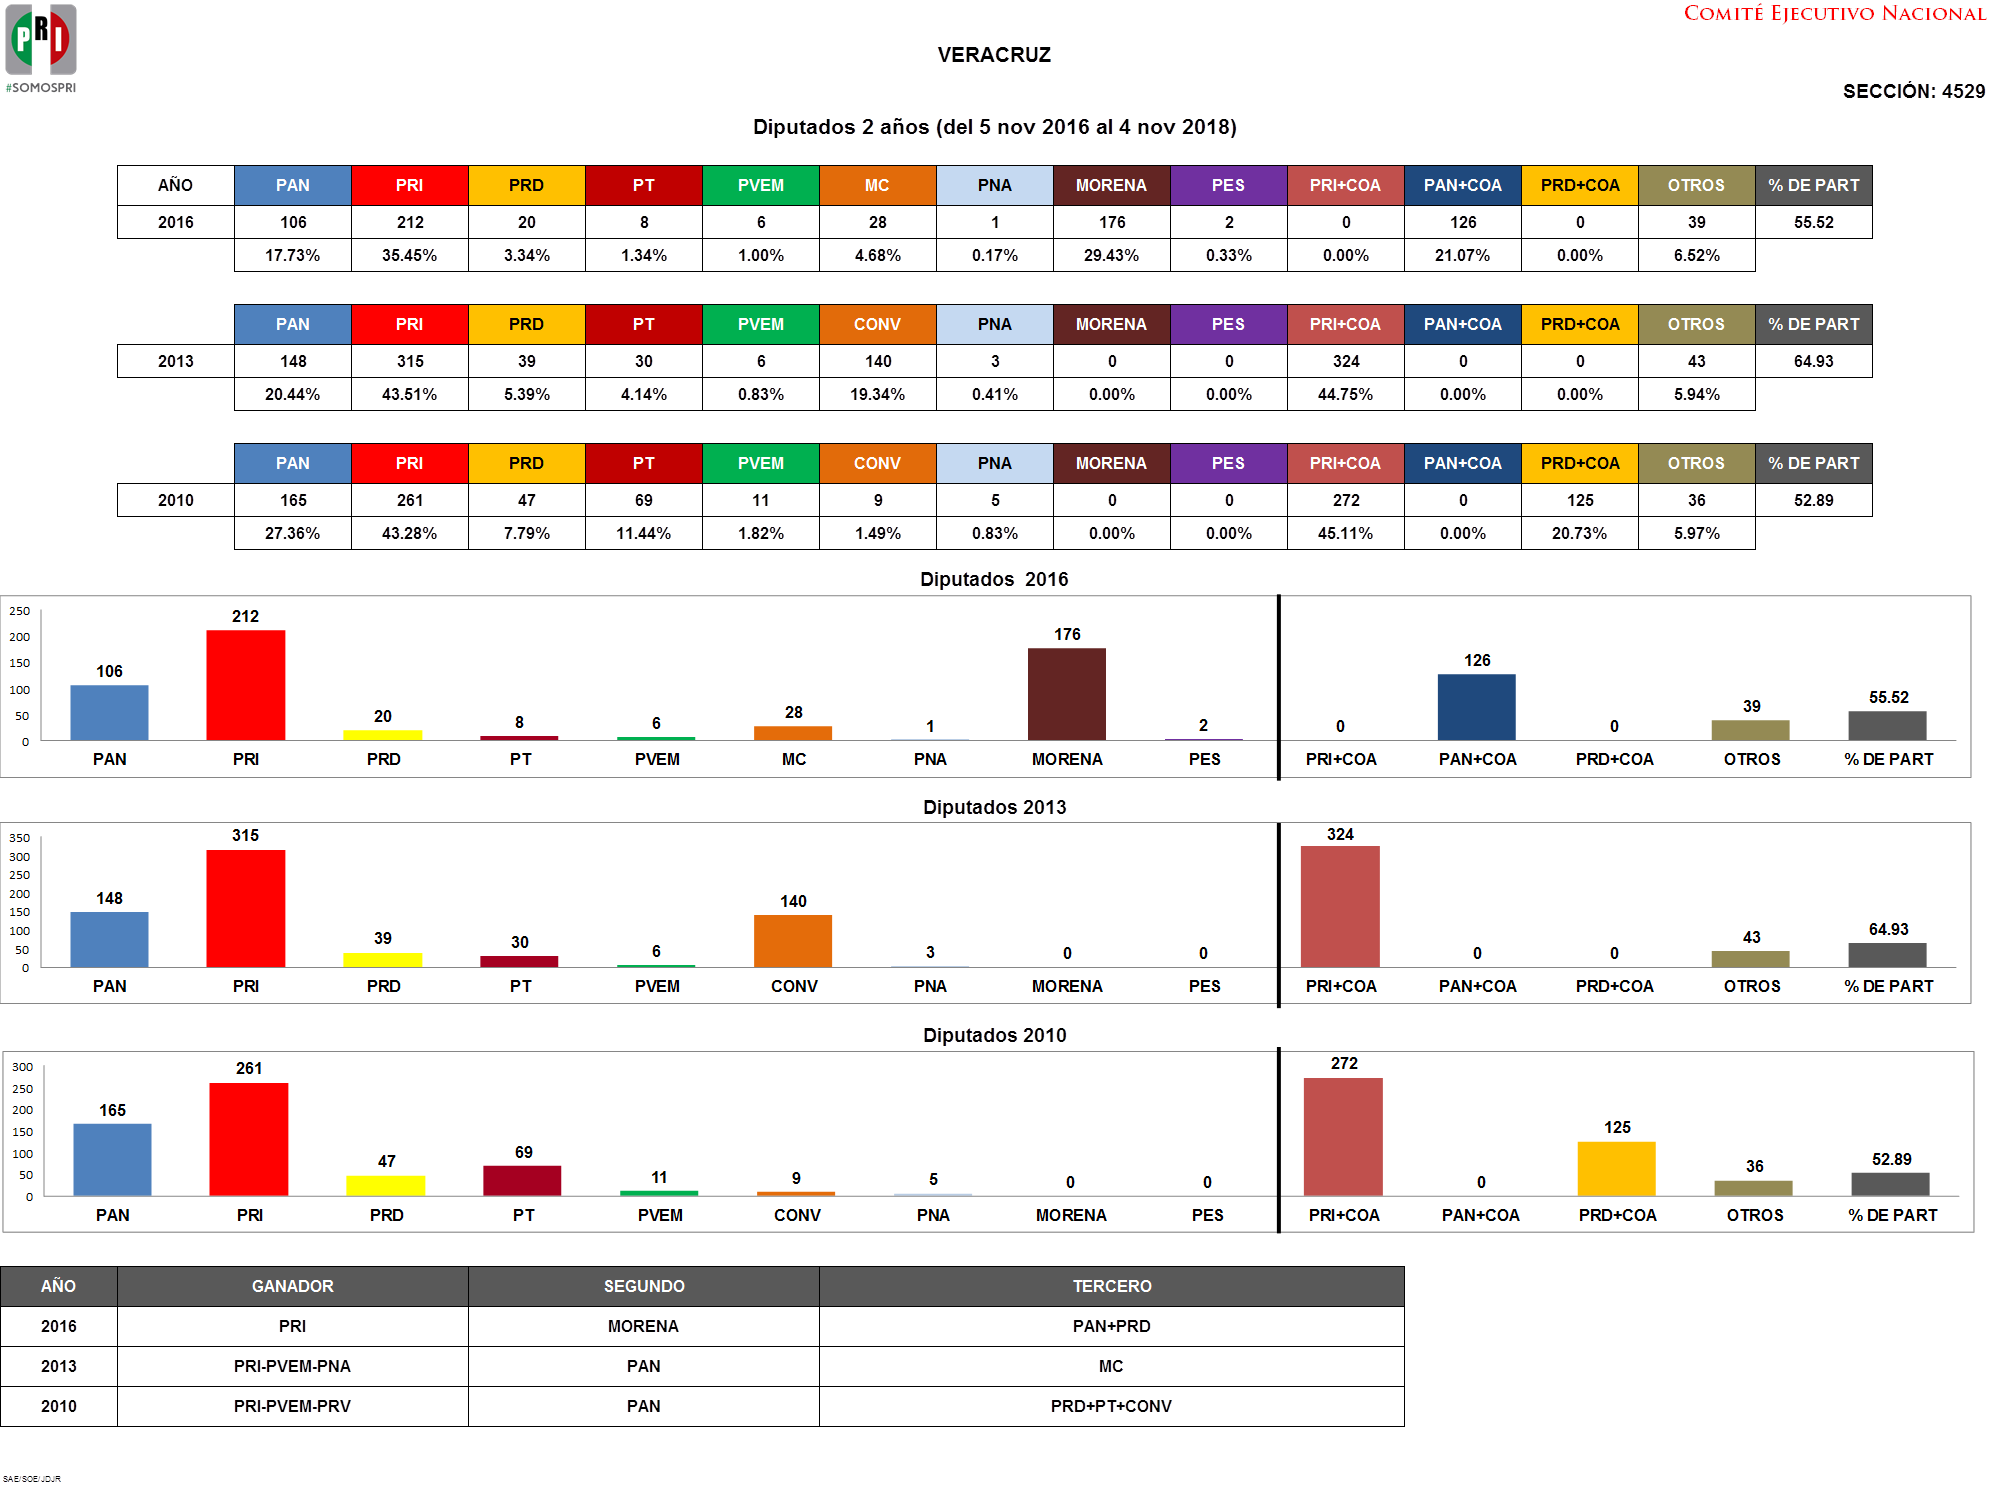 PRI
#SOMOSPRI
COMITÉ EJECUTIVO NACIONAL
VERACRUZ
SECCIÓN: 4529
Diputados 2 años (del 5 nov 2016 al 4 nov 2018)
AÑO PAN PRI PRD PT PVEM MC PNA MORENA PES PRI+COA PAN+COA PRD+COA OTROS % DE PART
2016 106 212 20 8 6 28 1 176 2 0 126 0 39 55.52
17.73% 35.45% 3.34% 1.34% 1.00% 4.68% 0.17% 29.43% 0.33% 0.00% 21.07% 0.00% 6.52%
PAN PRI PRD PT PVEM CONV PNA MORENA PES PRI+COA PAN+COA PRD+COA OTROS % DE PART
2013 148 315 39 30 6 140 3 0 0 324 0 0 43 64.93
20.44% 43.51% 5.39% 4.14% 0.83% 19.34% 0.41% 0.00% 0.00% 44.75% 0.00% 0.00% 5.94%
PAN PRI PRD PT PVEM CONV PNA MORENA PES PRI+COA PAN+COA PRD+COA OTROS % DE PART
2010 165 261 47 69 11 9 5 0 0 272 0 125 36 52.89
27.36% 43.28% 7.79% 11.44% 1.82% 1.49% 0.83% 0.00% 0.00% 45.11% 0.00% 20.73% 5.97%
Diputados 2016
250
200
150
100
50
0
106 212 20 8 6 28 1 176 2 0 126 0 39 55.52
PAN PRI PRD PT PVEM MC PNA MORENA PES PRI+COA PAN+COA PRD+COA OTROS % DE PART
Diputados 2013
350
300
250
200
150
100
50
0
148 315 39 30 6 140 3 0 0 324 0 0 43 64.93
PAN PRI PRD PT PVEM CONV PNA MORENA PES PRI+COA PAN+COA PRD+COA OTROS % DE PART
Diputados 2010
300
250
200
150
100
50
0
165 261 47 69 11 9 5 0 0 272 0 125 36 52.89
PAN PRI PRD PT PVEM CONV PNA MORENA PES PRI+COA PAN+COA PRD+COA OTROS % DE PART
AÑO GANADOR SEGUNDO TERCERO
2016 PRI MORENA PAN+PRD
2013 PRI-PVEM-PNA PAN MC
2010 PRI-PVEM-PRV PAN PRD+PT+CONV
SAE/SOE/JDJR